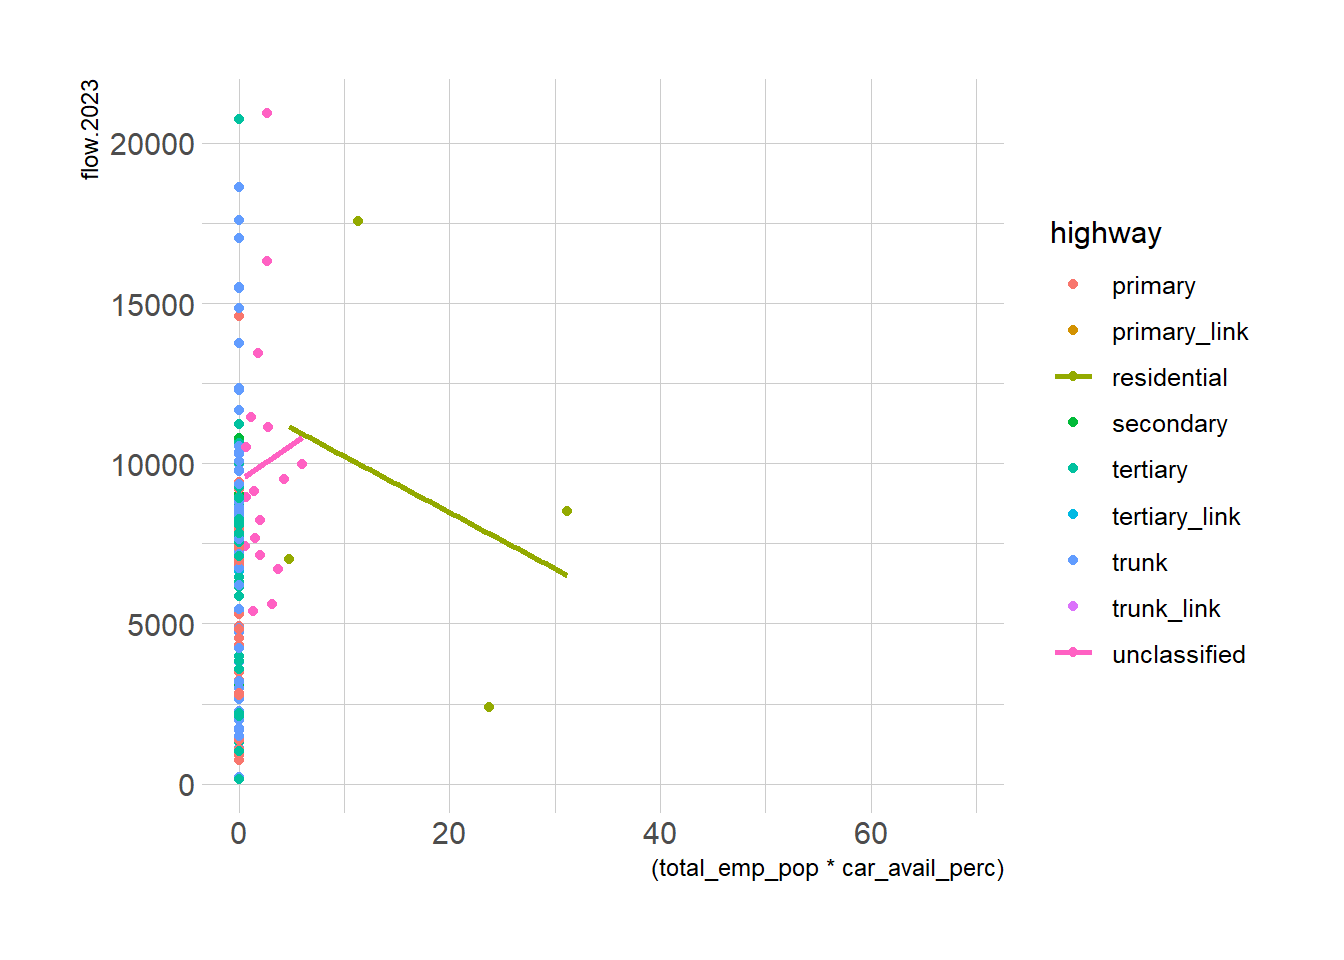 flow.2023
20000
15000
10000
5000
0
0 20 40 60
(total_emp_pop * car_avail_perc)
highway
primary
primary_link
residential
secondary
tertiary
tertiary_link
trunk
trunk_link
unclassified